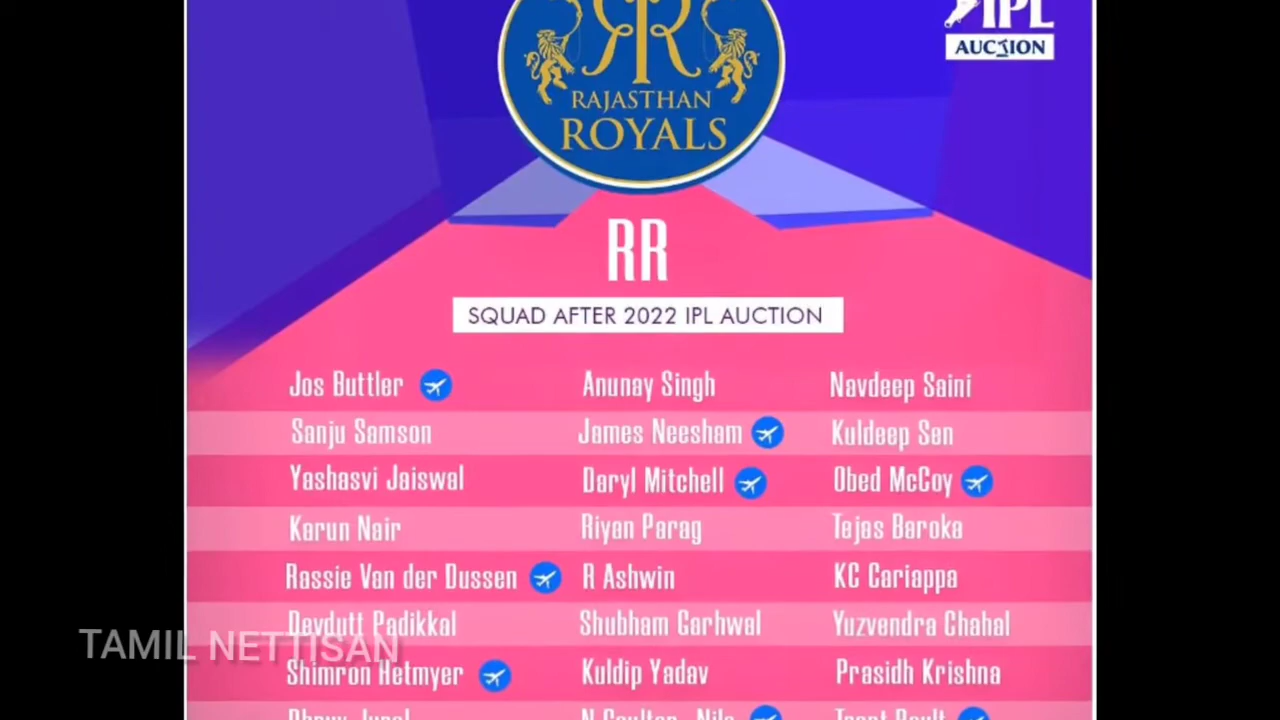 IPL
AUCTION
RAJASTHAN
ROYALS
RR
SQUAD AFTER 2022 IPL AUCTION
Jos Buttler Anunay Singh Navdeep Saini
Sanju Samson James Neesham Kuldeep Sen
Yashasvi Jaiswal Daryl Mitchell Obed McCoy
Karun Nair Riyan Parag Tajas Baroka
Rassie Van der Dussen R Ashwin KC Cariappa
Devdutt Padikkal Shubham Garhwal Yuzvendra Chahal
TAMIL NETTISAN
Shimron Hetmyer Kuldip Yadav Prasidh Krishna